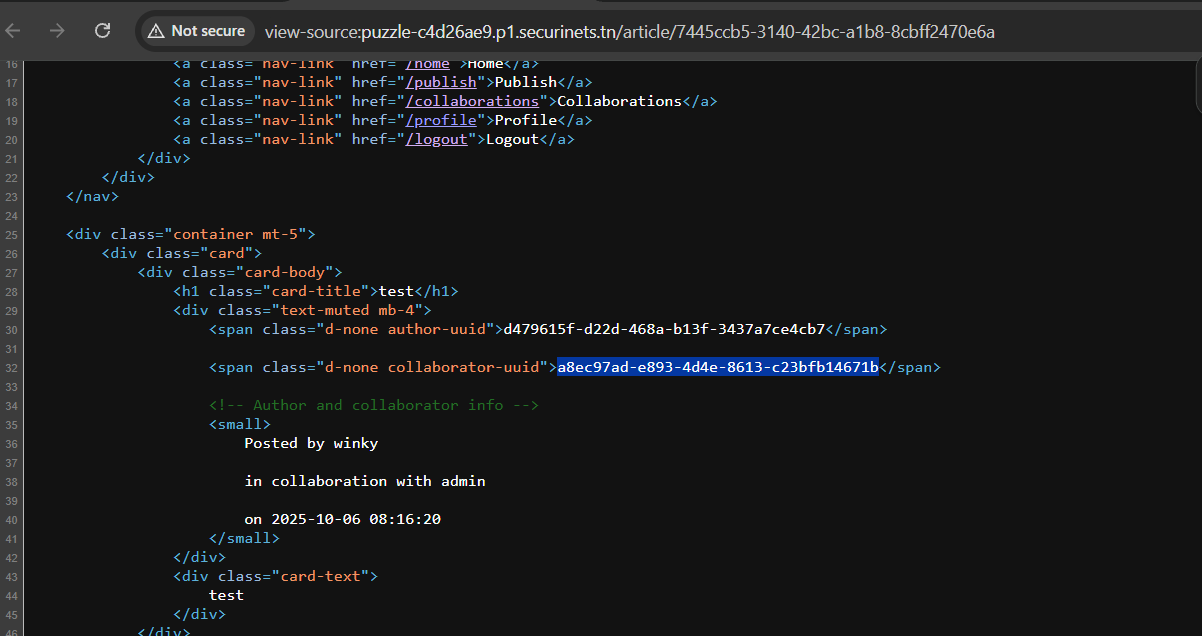 Not secure view-source:puzzle-c4d26ae9.p1.securinets.tn/article/7445ccb5-3140-42bc-a1b8-8cbff2470e6a
16 <a class="nav-link" href="/home">Home</a>
17 <a class="nav-link" href="/publish">Publish</a>
18 <a class="nav-link" href="/collaborations">Collaborations</a>
19 <a class="nav-link" href="/profile">Profile</a>
20 <a class="nav-link" href="/logout">Logout</a>
21 </div>
22 </div>
23 </nav>
24
25 <div class="container mt-5">
26 <div class="card">
27 <div class="card-body">
28 <h1 class="card-title">test</h1>
29 <div class="text-muted mb-4">
30 <span class="d-none author-uuid">d479615f-d22d-468a-b13f-3437a7ce4cb7</span>
31
32 <span class="d-none collaborator-uuid">a8ec97ad-e893-4d4e-8613-c23bfb14671b</span>
33
34 <!-- Author and collaborator info -->
35 <small>
36 Posted by winky
37
38 in collaboration with admin
39
40 on 2025-10-06 08:16:20
41 </small>
42 </div>
43 <div class="card-text">
44 test
45 </div>
46 </div>